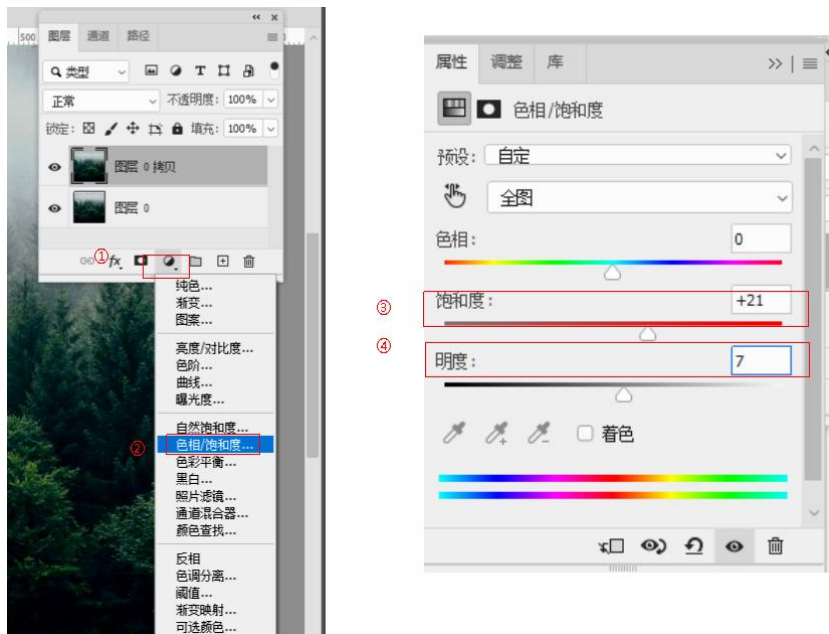 500
图层 通道 路径
类型
正常 不透明度: 100%
锁定: 填充: 100%
图层 0 拷贝
图层 0
① fx
纯色...
渐变...
图案...
亮度/对比度...
色阶...
曲线...
曝光度...
自然饱和度...
② 色相/饱和度...
色彩平衡...
黑白...
照片滤镜...
通道混合器...
颜色查找...
反相
色调分离...
阈值...
渐变映射...
可选颜色...
属性 调整 库
色相/饱和度
预设: 自定
全图
色相: 0
③ 饱和度: +21
④ 明度: 7
着色